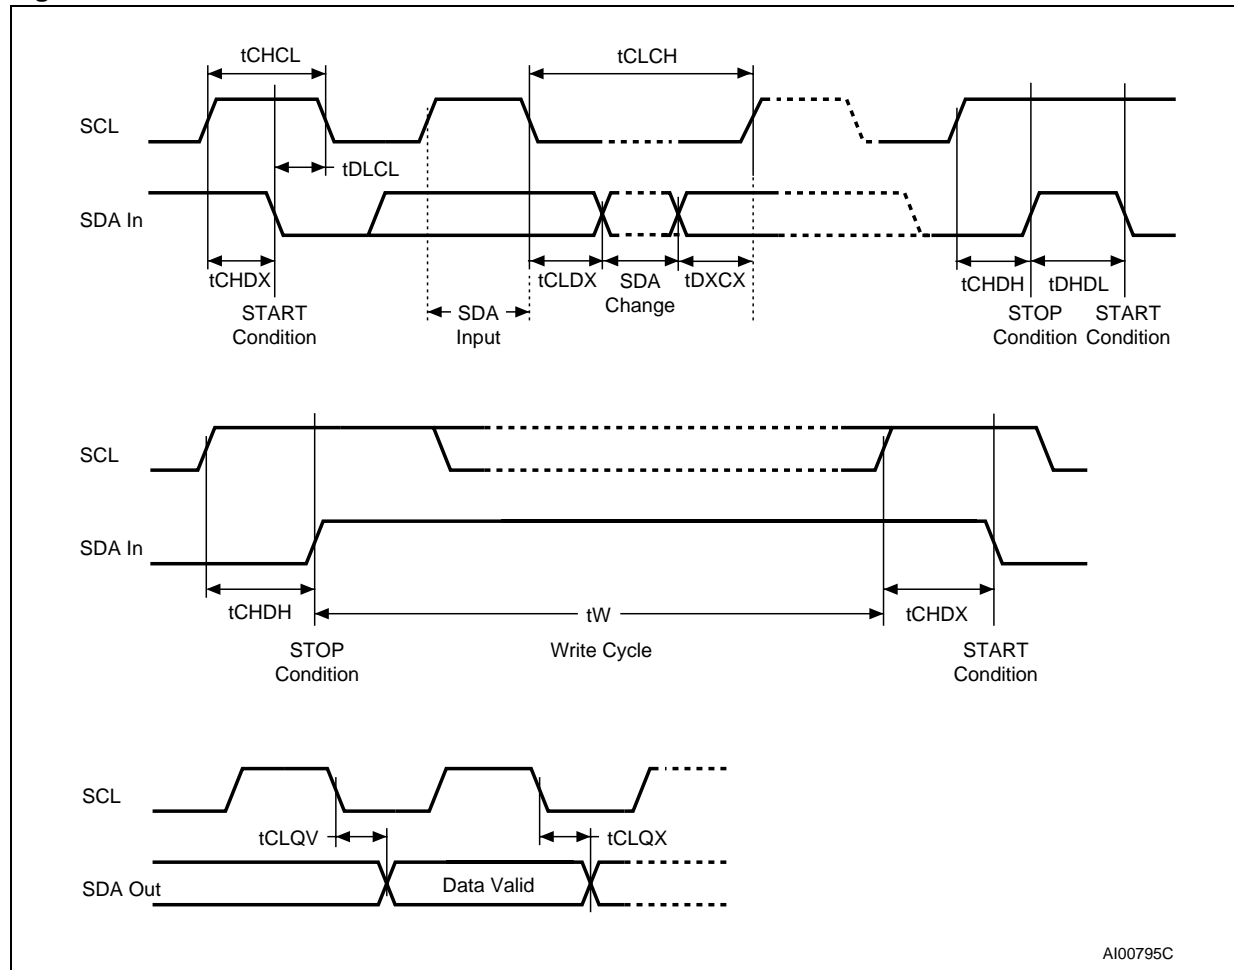 tCHCL
tCLCH
SCL
tDLCL
SDA In
tCHDX
tCLDX
SDA
Change
tDXCX
tCHDH
tDHDL
START
Condition
SDA
Input
STOP
Condition
START
Condition
SCL
SDA In
tCHDH
tW
tCHDX
STOP
Condition
Write Cycle
START
Condition
SCL
tCLQV
tCLQX
SDA Out
Data Valid
AI00795C